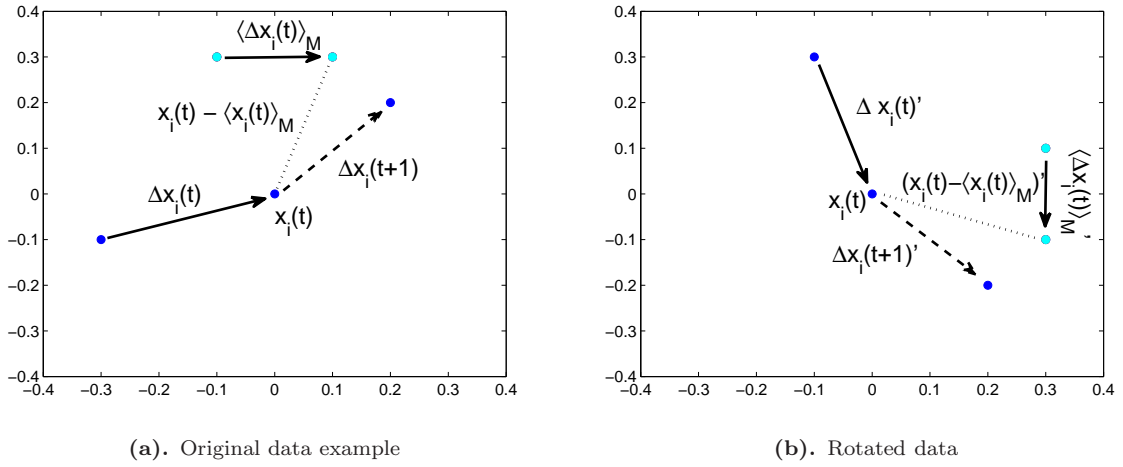 0.4
0.3
0.2
0.1
0
−0.1
−0.2
−0.3
−0.4
−0.4 −0.3 −0.2 −0.1 0 0.1 0.2 0.3 0.4
⟨Δx_i(t)⟩_M
x_i(t) − ⟨x_i(t)⟩_M
Δx_i(t+1)
Δx_i(t)
x_i(t)
(a). Original data example
0.4
0.3
0.2
0.1
0
−0.1
−0.2
−0.3
−0.4
−0.4 −0.3 −0.2 −0.1 0 0.1 0.2 0.3 0.4
Δ x_i(t)'
(x_i(t)−⟨x_i(t)⟩_M)'
x_i(t)
⟨Δx_i(t)⟩_M'
Δx_i(t+1)'
(b). Rotated data